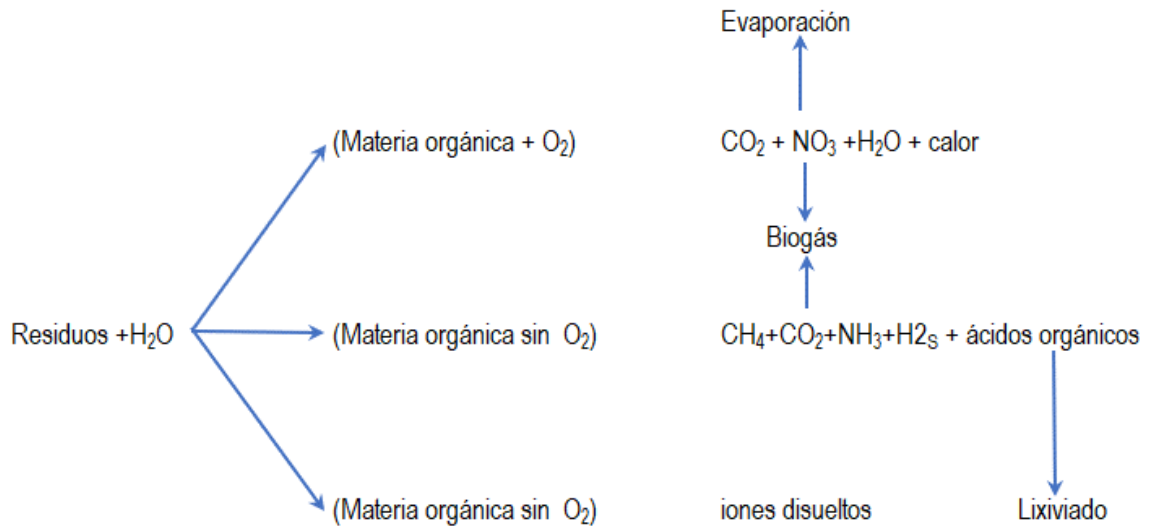 Evaporación
(Materia orgánica + O₂) CO₂ + NO₃ +H₂O + calor
Biogás
Residuos +H₂O (Materia orgánica sin O₂) CH₄+CO₂+NH₃+H2ₛ + ácidos orgánicos
(Materia orgánica sin O₂) iones disueltos Lixiviado